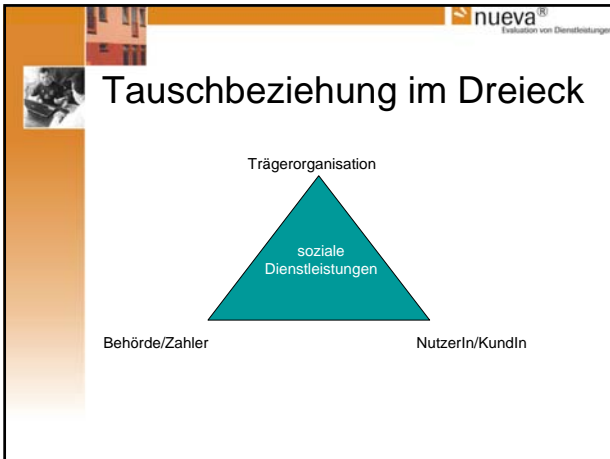 nueva®
Evaluation von Dienstleistungen
Tauschbeziehung im Dreieck
Trägerorganisation
soziale
Dienstleistungen
Behörde/Zahler
NutzerIn/KundIn